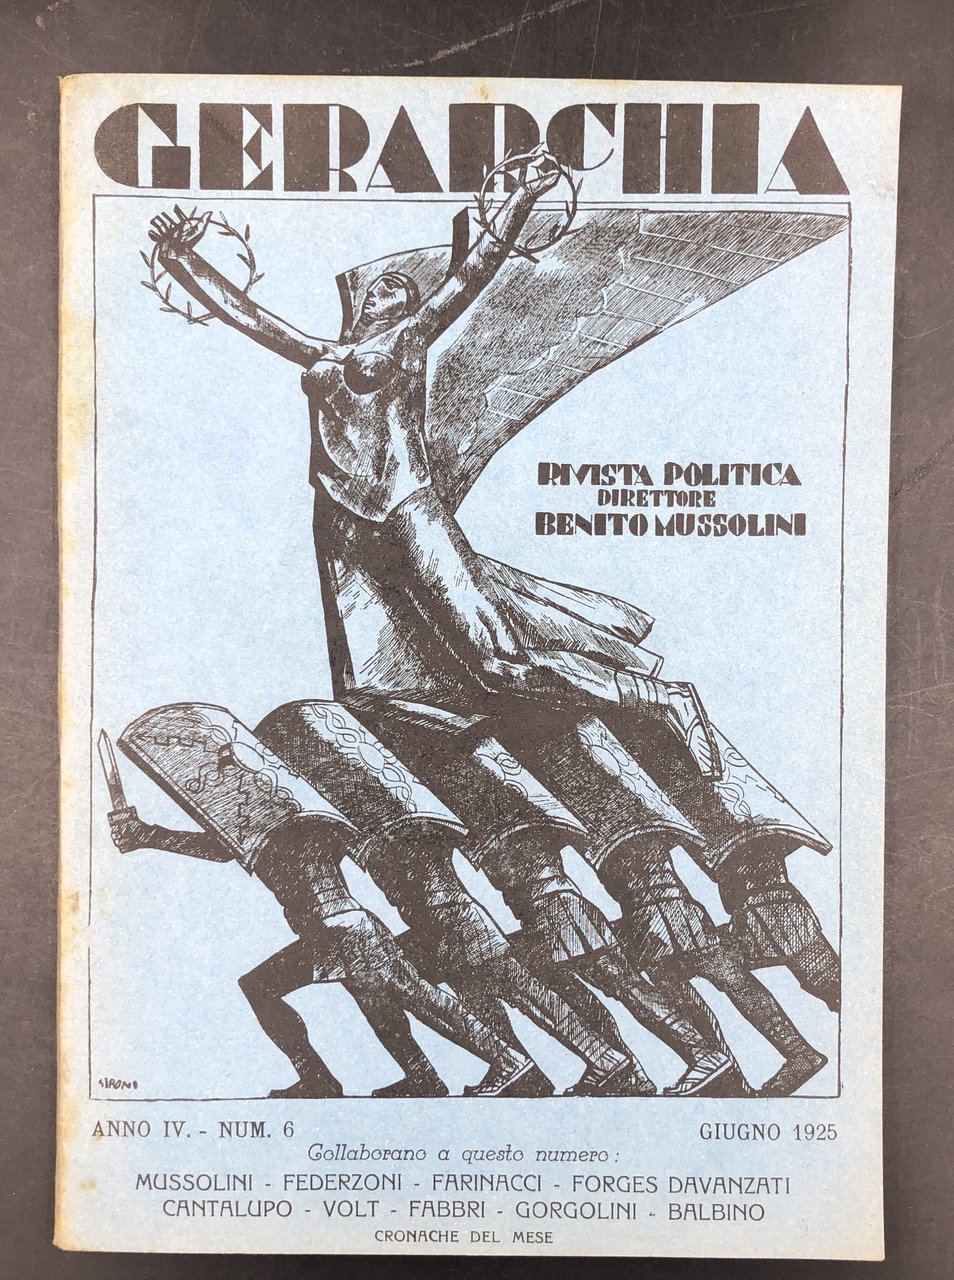 GERARCHIA
RIVISTA POLITICA
DIRETTORE
BENITO MUSSOLINI
SIRONI
ANNO IV. - NUM. 6
GIUGNO 1925
Collaborano a questo numero:
MUSSOLINI - FEDERZONI - FARINACCI - FORGES DAVANZATI
CANTALUPO - VOLT - FABBRI - GORGOLINI - BALBINO
CRONACHE DEL MESE